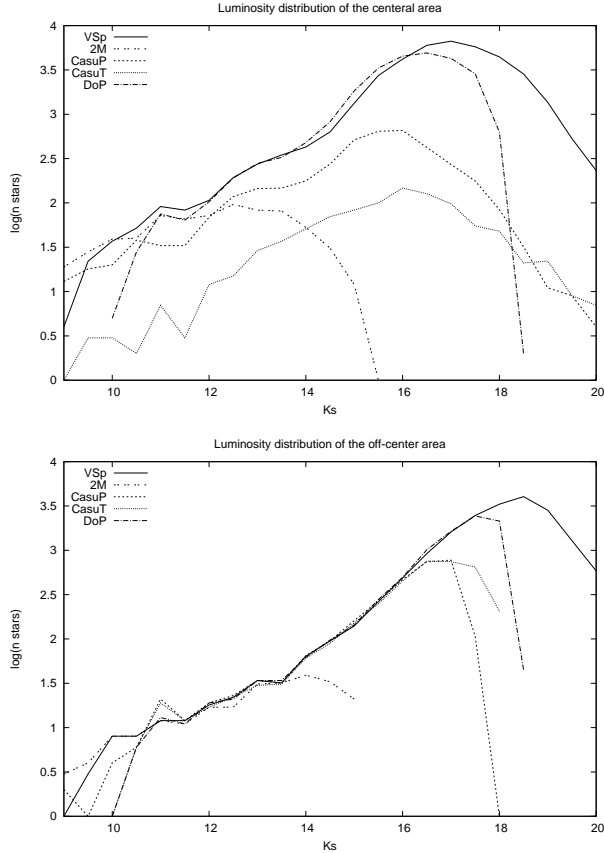 Luminosity distribution of the centeral area
VSp
2M
CasuP
CasuT
DoP
log(n stars)
4
3.5
3
2.5
2
1.5
1
0.5
0
10 12 14 16 18 20
Ks
Luminosity distribution of the off-center area
VSp
2M
CasuP
CasuT
DoP
log(n stars)
4
3.5
3
2.5
2
1.5
1
0.5
0
10 12 14 16 18 20
Ks